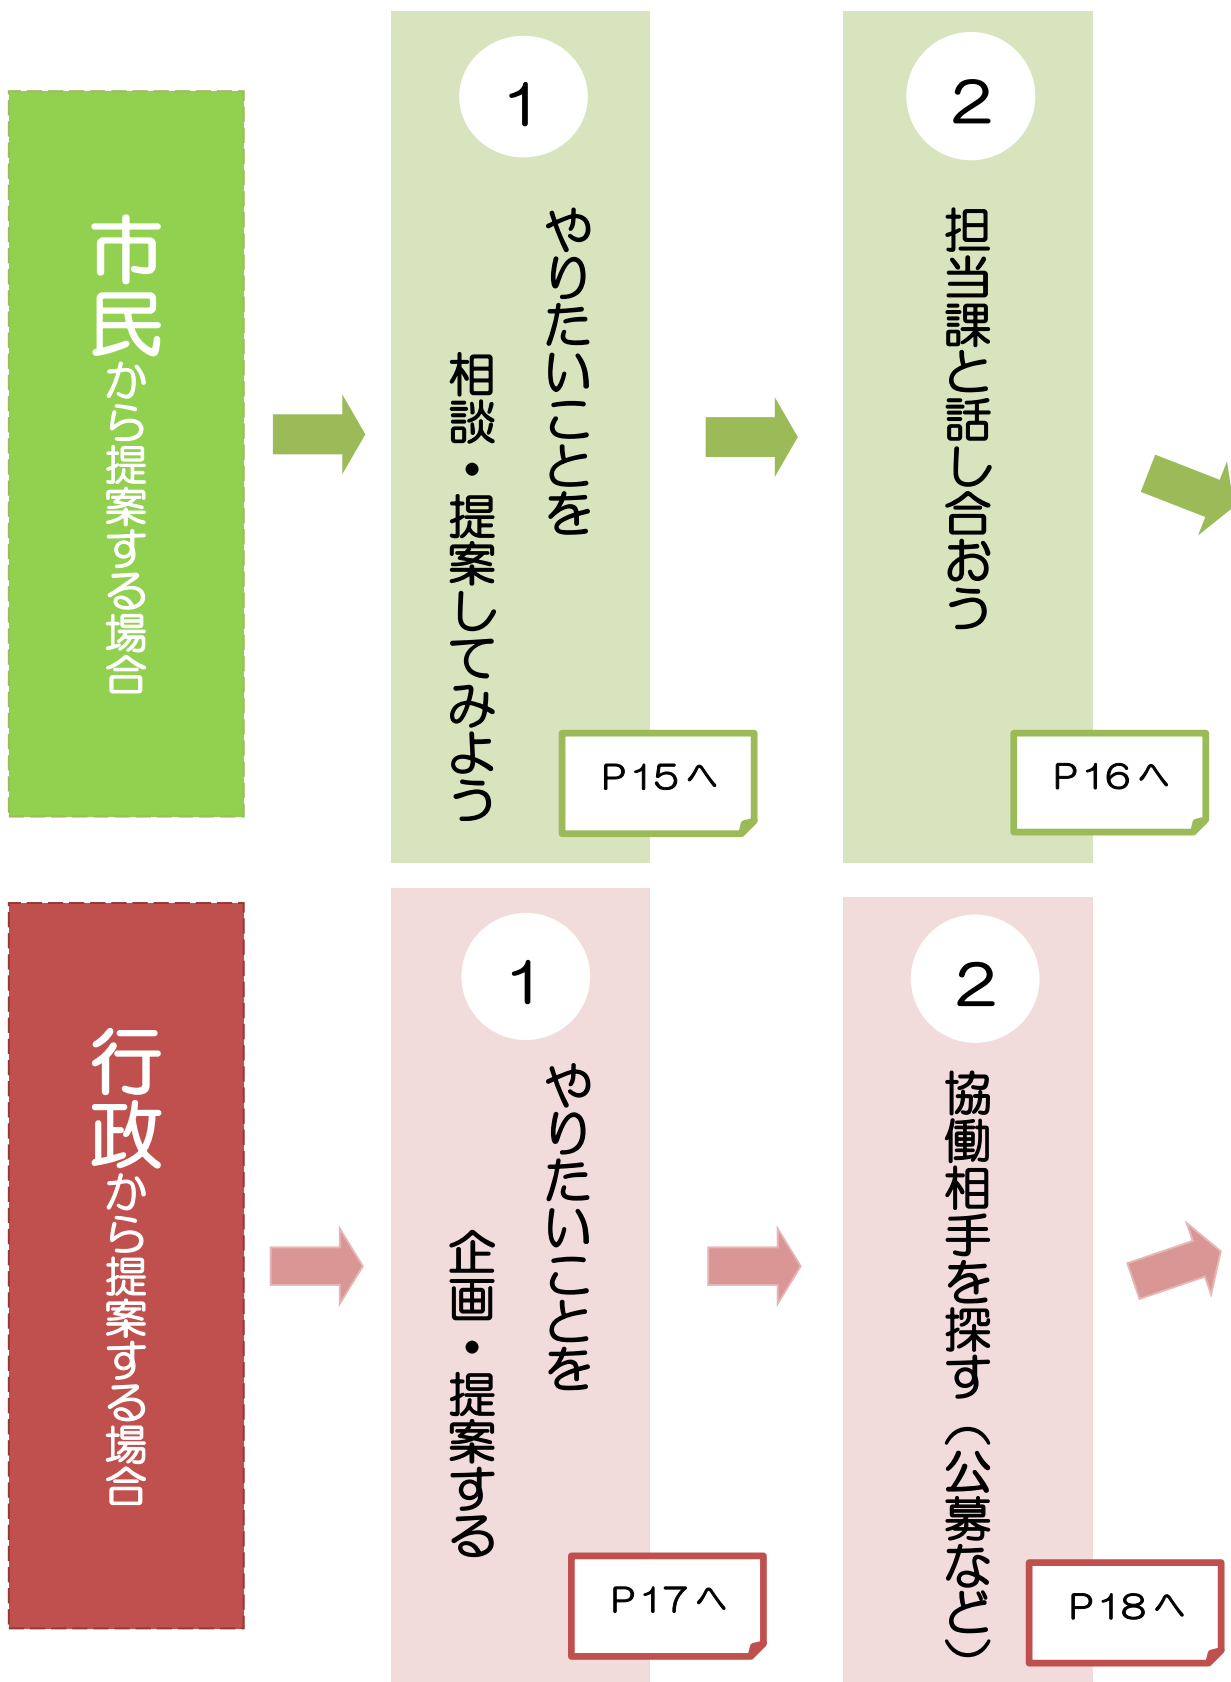 市民から提案する場合
1
やりたいことを
相談・提案してみよう
P15へ
2
担当課と話し合おう
P16へ
行政から提案する場合
1
やりたいことを
企画・提案する
P17へ
2
協働相手を探す（公募など）
P18へ